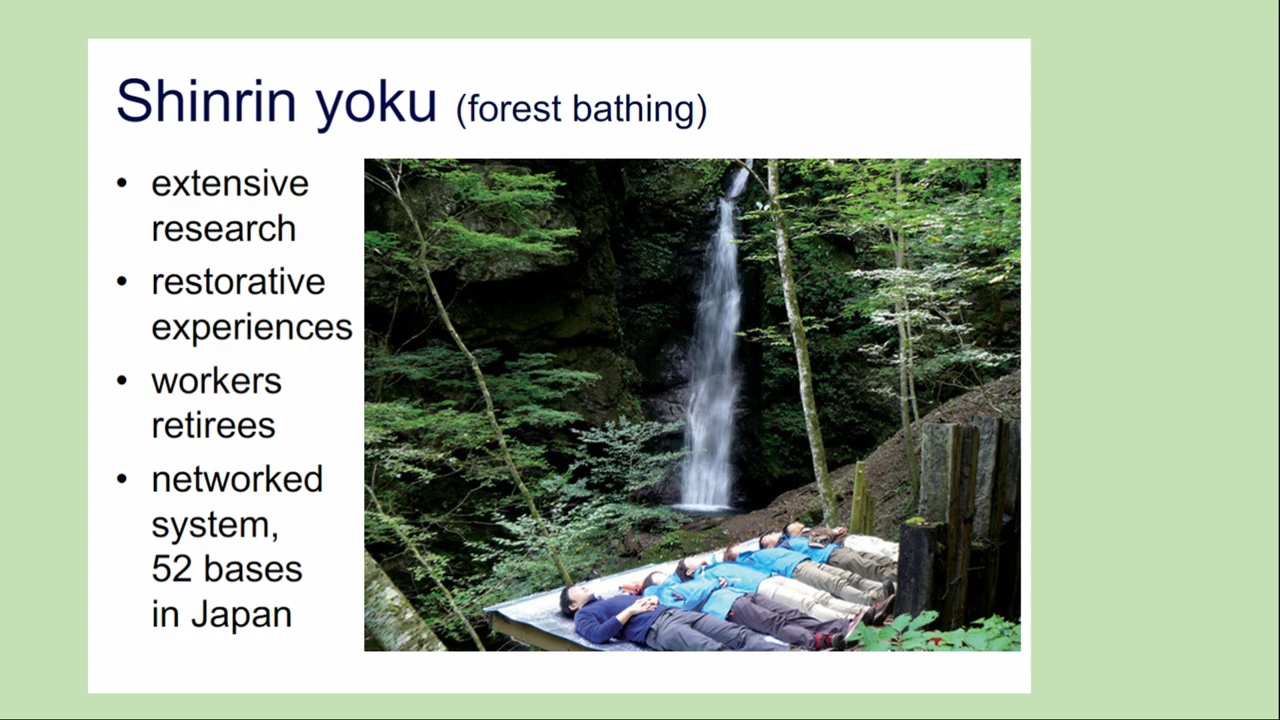 Shinrin yoku (forest bathing)
• extensive
research
• restorative
experiences
• workers
retirees
• networked
system,
52 bases
in Japan